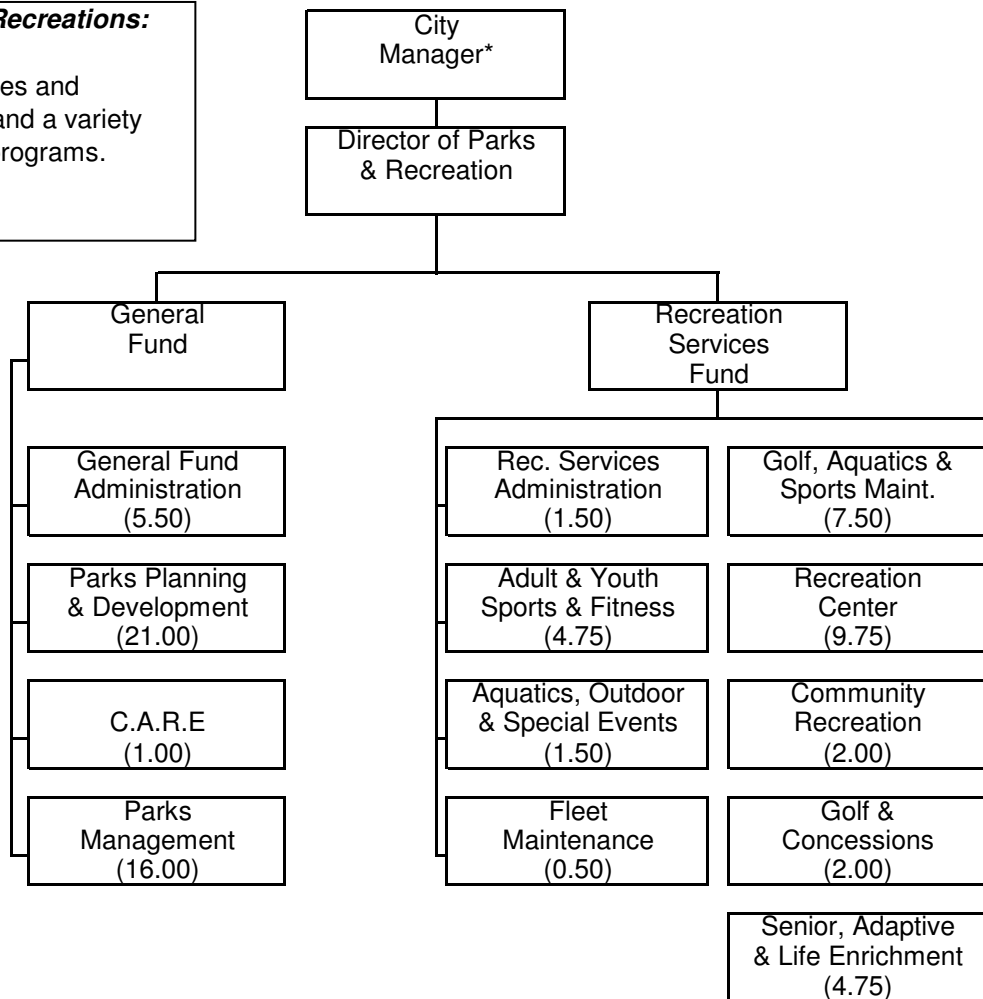 Recreations:
es and
and a variety
rograms.
City
Manager*
Director of Parks
& Recreation
General
Fund
Recreation
Services
Fund
General Fund
Administration
(5.50)
Parks Planning
& Development
(21.00)
C.A.R.E
(1.00)
Parks
Management
(16.00)
Rec. Services
Administration
(1.50)
Adult & Youth
Sports & Fitness
(4.75)
Aquatics, Outdoor
& Special Events
(1.50)
Fleet
Maintenance
(0.50)
Golf, Aquatics &
Sports Maint.
(7.50)
Recreation
Center
(9.75)
Community
Recreation
(2.00)
Golf &
Concessions
(2.00)
Senior, Adaptive
& Life Enrichment
(4.75)